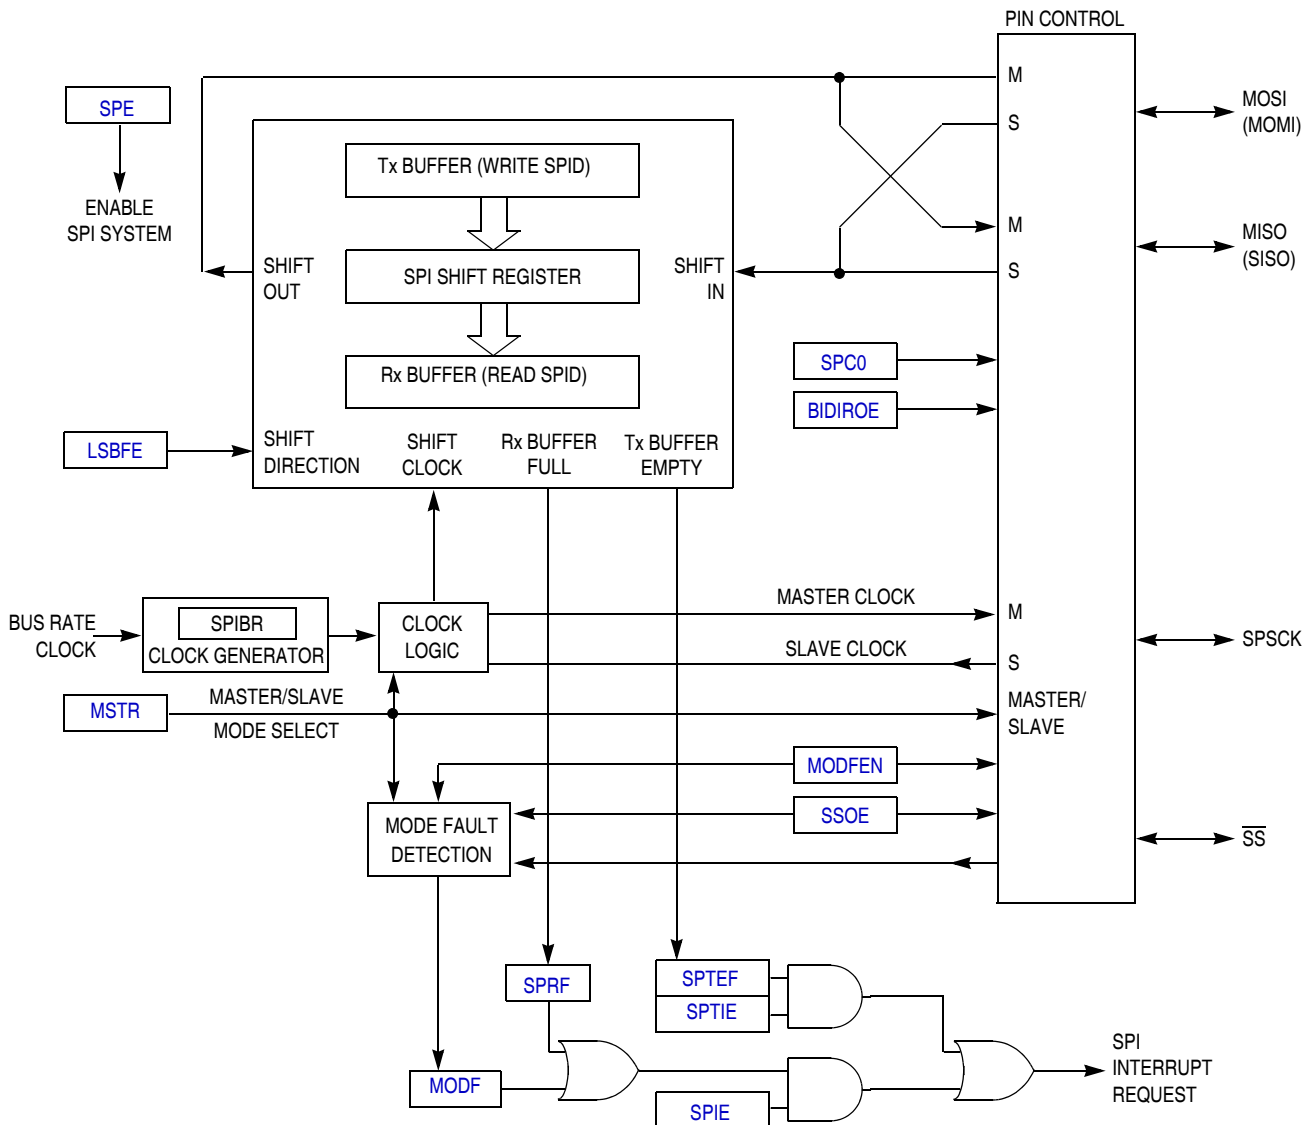 PIN CONTROL
M
SPE
MOSI
(MOMI)
S
Tx BUFFER (WRITE SPID)
ENABLE
SPI SYSTEM
M
MISO
(SISO)
SHIFT
OUT
SPI SHIFT REGISTER
SHIFT
IN
S
SPC0
Rx BUFFER (READ SPID)
BIDIROE
LSBFE
SHIFT
DIRECTION
SHIFT
CLOCK
Rx BUFFER
FULL
Tx BUFFER
EMPTY
MASTER CLOCK
M
BUS RATE
CLOCK
SPIBR
CLOCK GENERATOR
CLOCK
LOGIC
SPSCK
SLAVE CLOCK
S
MSTR
MASTER/SLAVE
MODE SELECT
MASTER/
SLAVE
MODFEN
SSOE
MODE FAULT
DETECTION
SS
SPRF
SPTEF
SPTIE
SPI
INTERRUPT
REQUEST
MODF
SPIE